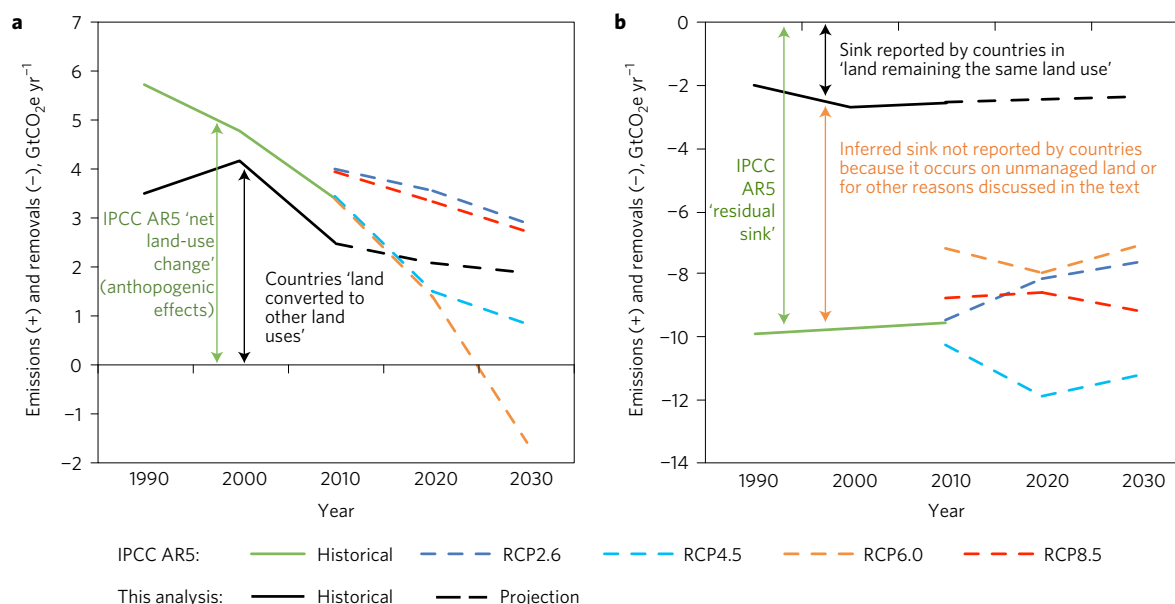 a
Emissions (+) and removals (−), GtCO₂e yr⁻¹
7
6
5
4
3
2
1
0
−1
−2
IPCC AR5 ‘net
land-use
change’
(anthopogenic
effects)
Countries ‘land
converted to
other land
uses’
1990 2000 2010 2020 2030
Year
b
Emissions (+) and removals (−), GtCO₂e yr⁻¹
0
−2
−4
−6
−8
−10
−12
−14
Sink reported by countries in
‘land remaining the same land use’
Inferred sink not reported by countries
because it occurs on unmanaged land or
for other reasons discussed in the text
IPCC
AR5
‘residual
sink’
1990 2000 2010 2020 2030
Year
IPCC AR5: Historical RCP2.6 RCP4.5 RCP6.0 RCP8.5
This analysis: Historical Projection